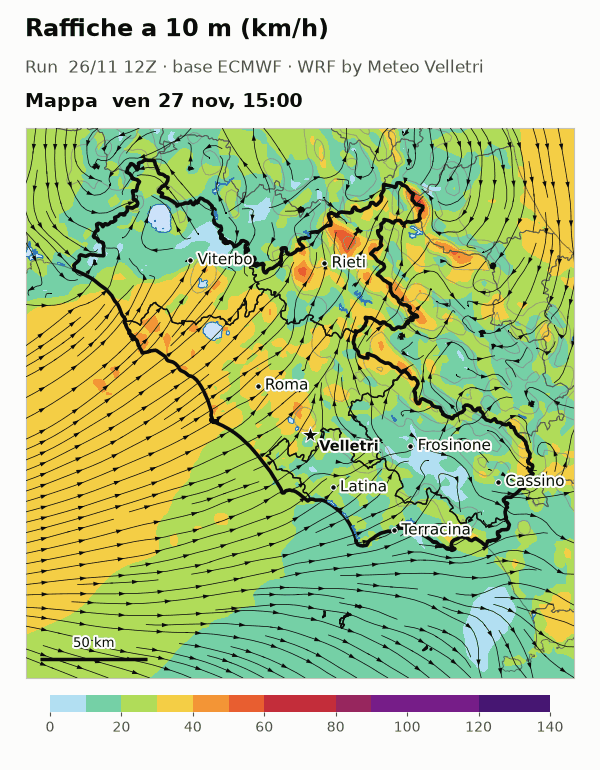 Raffiche a 10 m (km/h)
Run  26/11 12Z · base ECMWF · WRF by Meteo Velletri
Mappa  ven 27 nov, 15:00
Viterbo
Rieti
Roma
Velletri
Frosinone
Latina
Cassino
Terracina
50 km
0 20 40 60 80 100 120 140